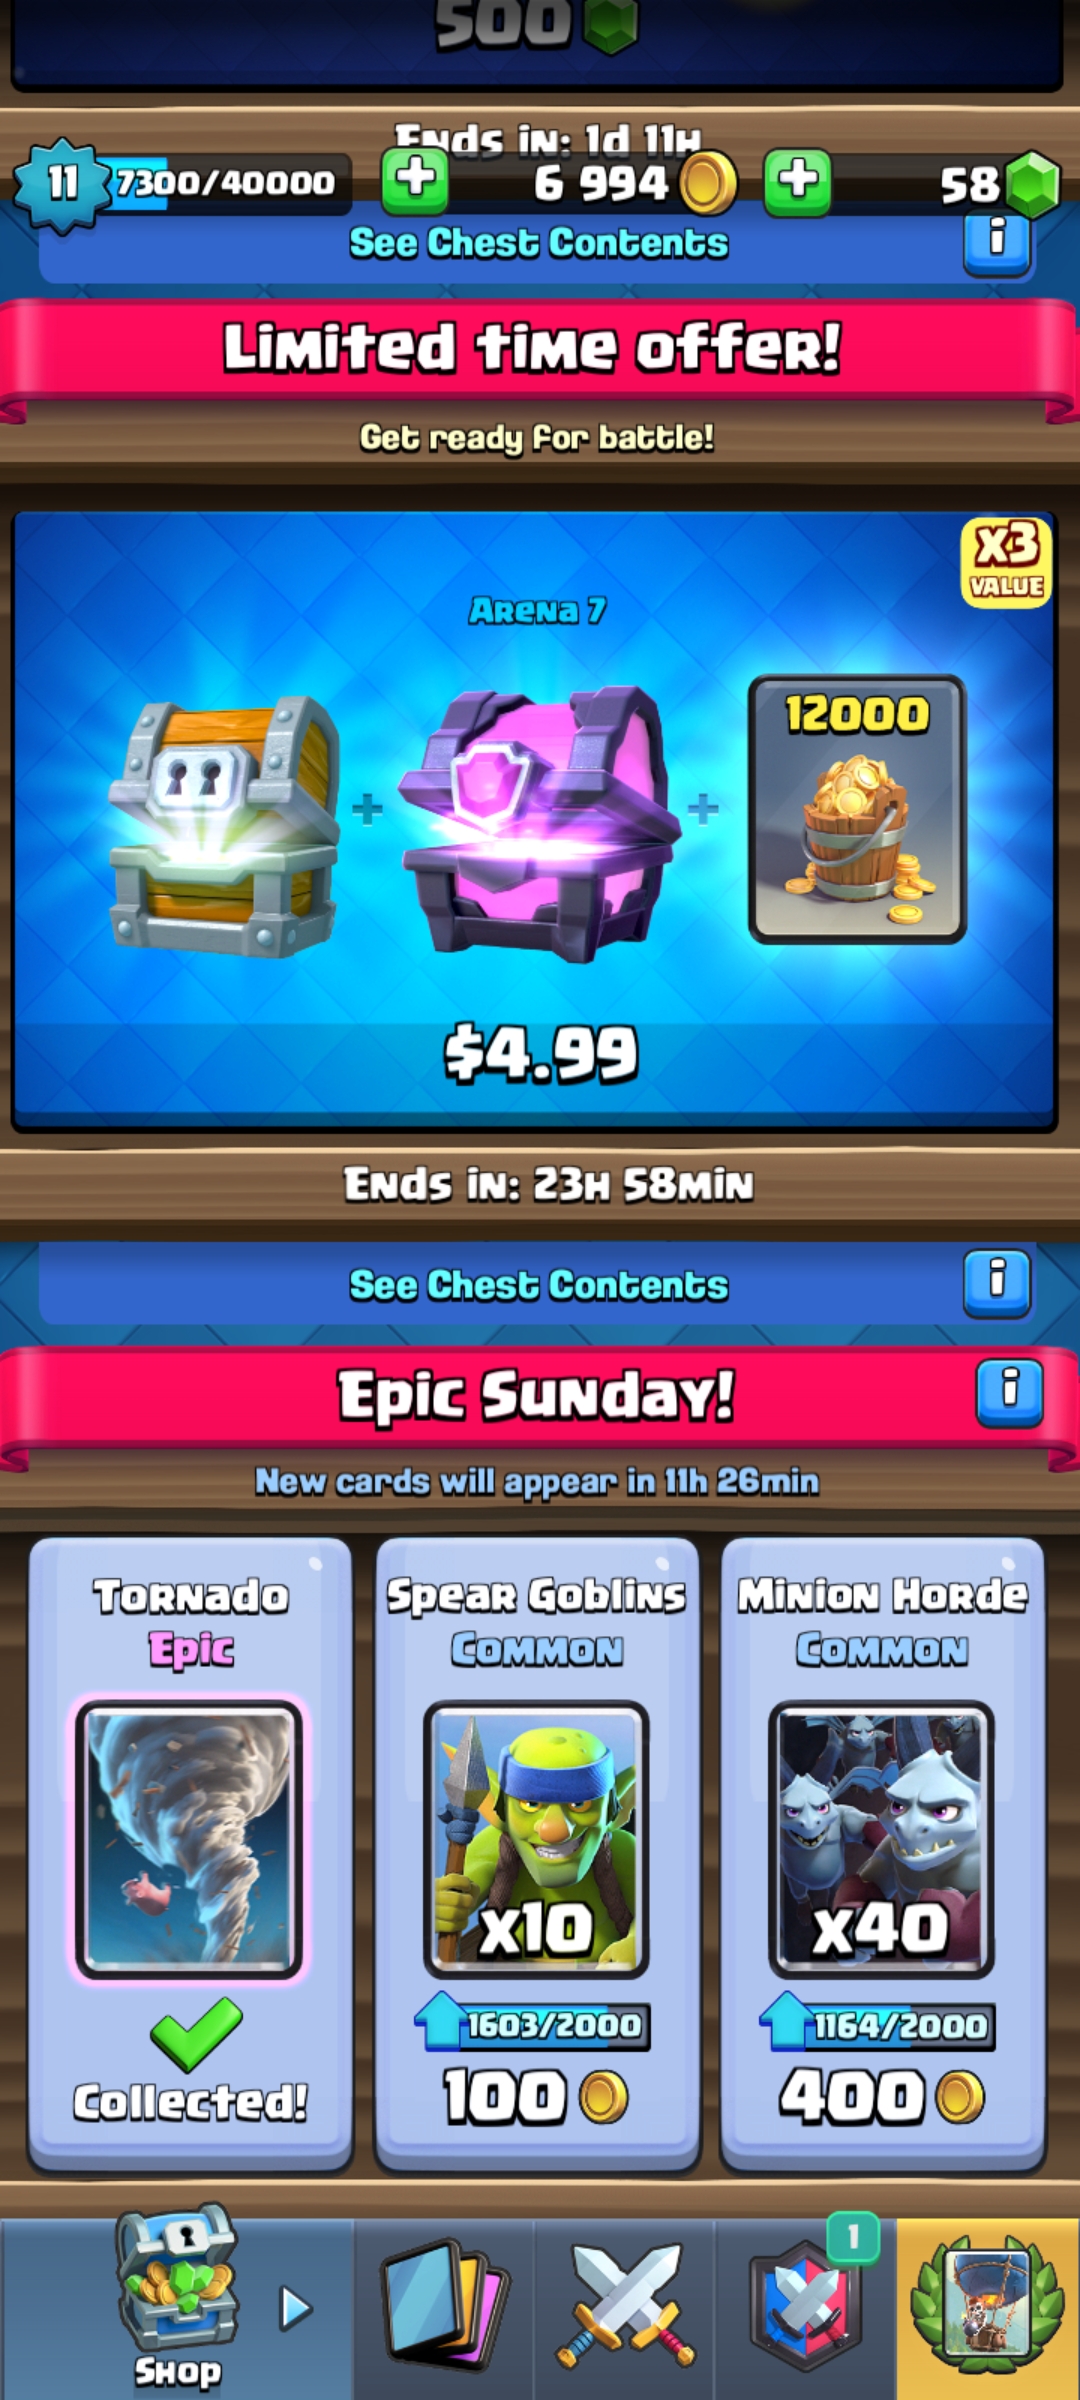 500
Ends in: 1d 11h
11
7300/40000
6 994
58
See Chest Contents
i
Limited time offer!
Get ready for battle!
x3
VALUE
Arena 7
12000
+
+
$4.99
Ends in: 23h 58min
See Chest Contents
i
Epic Sunday!
i
New cards will appear in 11h 26min
Tornado
Epic
Collected!
Spear Goblins
Common
x10
1603/2000
100
Minion Horde
Common
x40
1164/2000
400
1
Shop